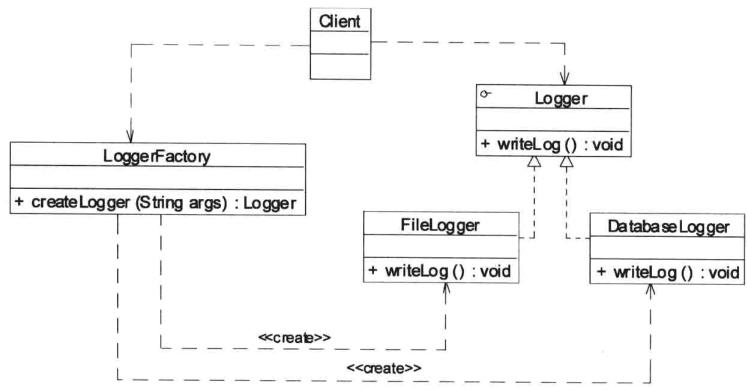 Client
Logger
+ writeLog () : void
LoggerFactory
+ createLogger (String args) : Logger
FileLogger
+ writeLog () : void
DatabaseLogger
+ writeLog () : void
<<create>>
<<create>>